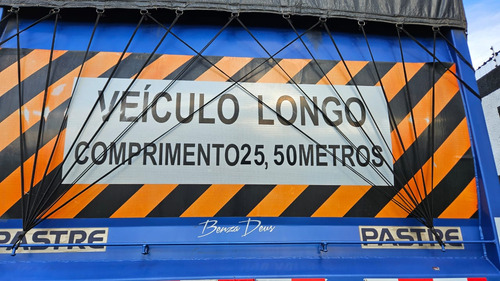 VEÍCULO LONGO
COMPRIMENTO25,50METROS
Benza Deus
PASTRE PASTRE